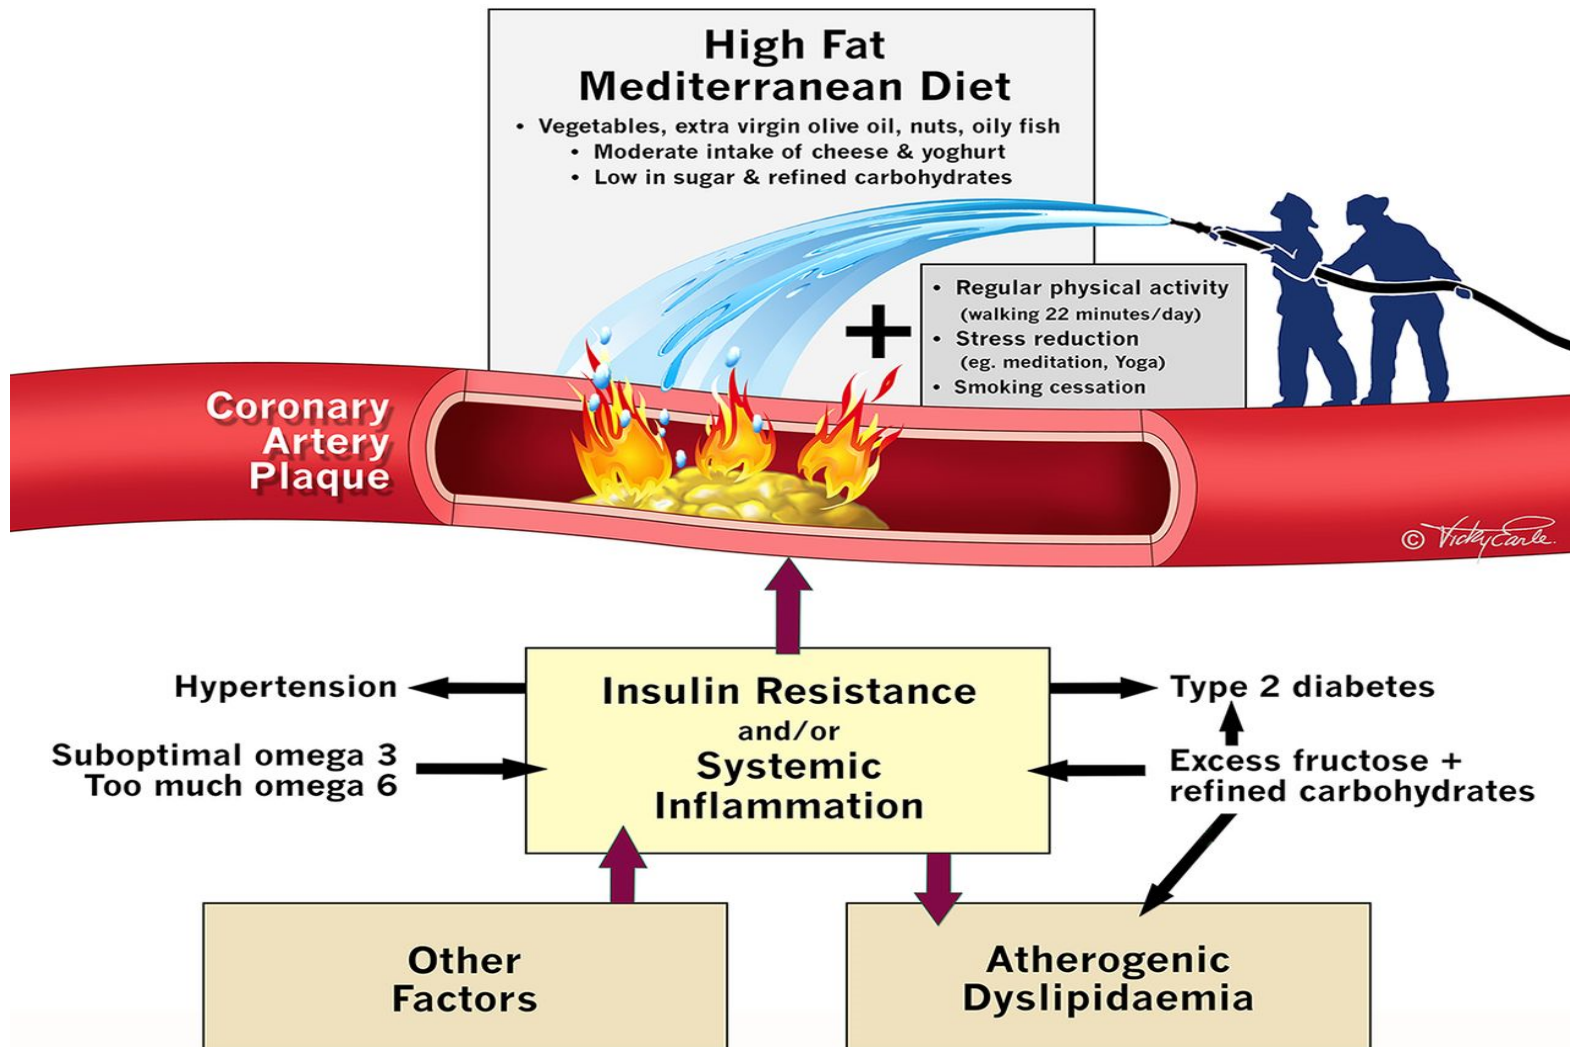 High Fat
Mediterranean Diet
• Vegetables, extra virgin olive oil, nuts, oily fish
• Moderate intake of cheese & yoghurt
• Low in sugar & refined carbohydrates
+
• Regular physical activity
(walking 22 minutes/day)
• Stress reduction
(eg. meditation, Yoga)
• Smoking cessation
Coronary
Artery
Plaque
© Vicky Earle.
Hypertension
Suboptimal omega 3
Too much omega 6
Insulin Resistance
and/or
Systemic
Inflammation
Type 2 diabetes
Excess fructose +
refined carbohydrates
Other
Factors
Atherogenic
Dyslipidaemia